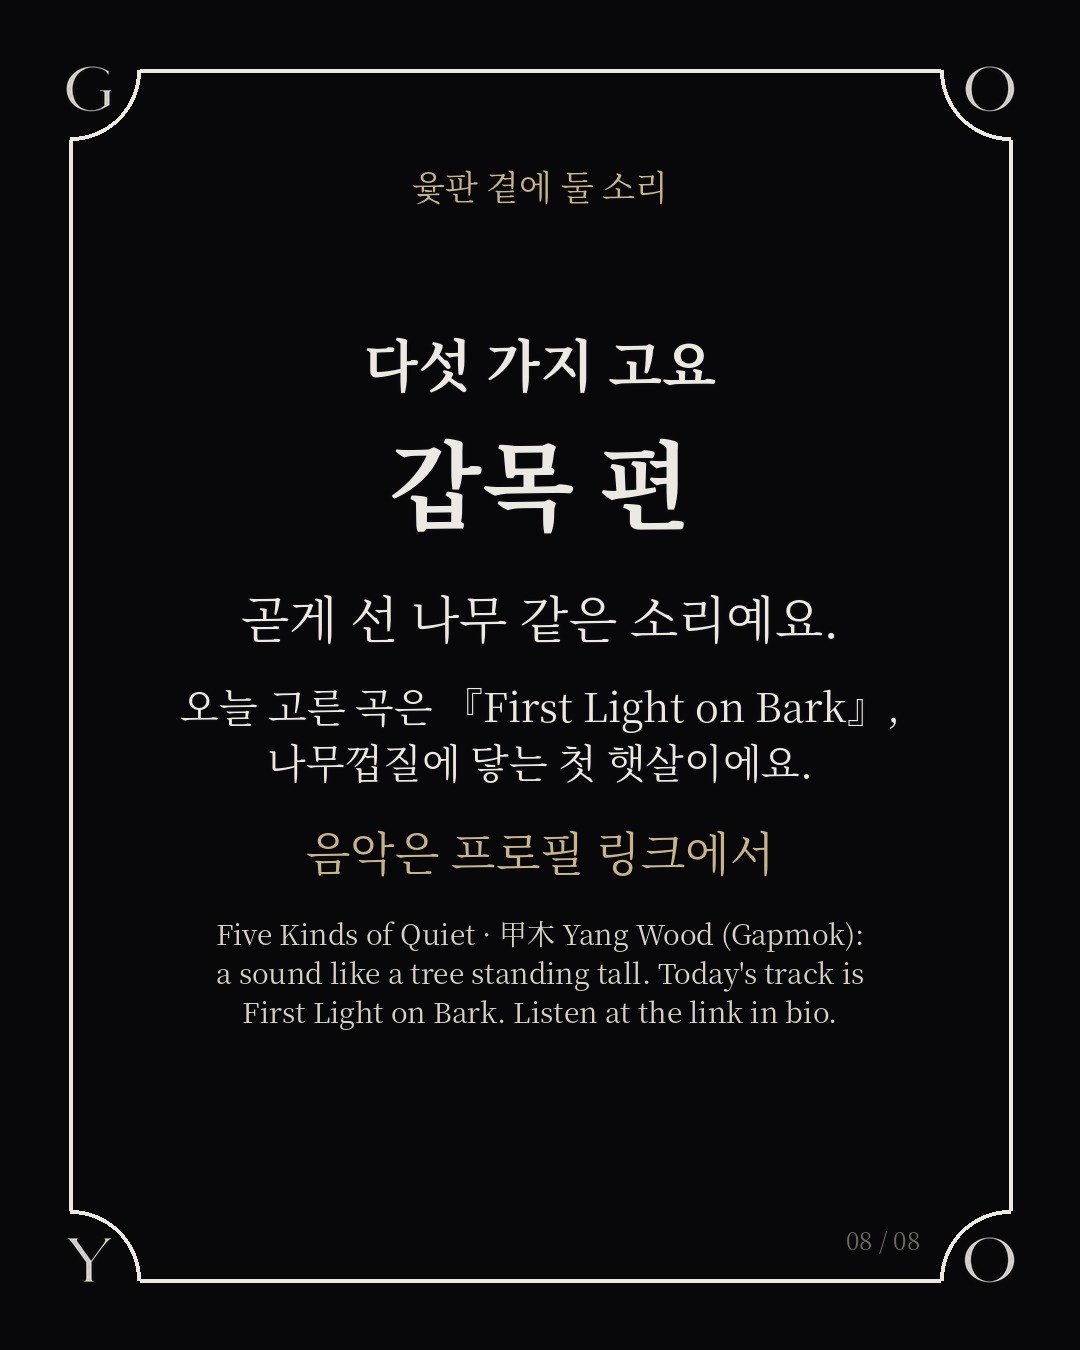 G O
윷판 곁에 둘 소리
다섯 가지 고요
갑목 편
곧게 선 나무 같은 소리예요.
오늘 고른 곡은 『First Light on Bark』,
나무껍질에 닿는 첫 햇살이에요.
음악은 프로필 링크에서
Five Kinds of Quiet · 甲木 Yang Wood (Gapmok):
a sound like a tree standing tall. Today's track is
First Light on Bark. Listen at the link in bio.
08 / 08
Y O